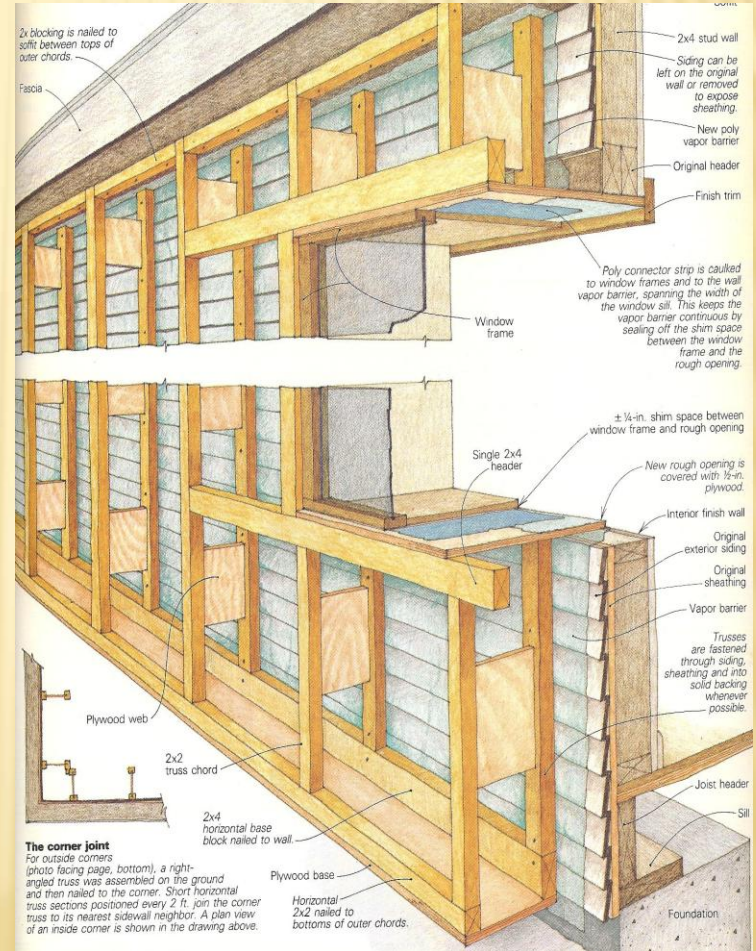 2x blocking is nailed to
soffit between tops of
outer chords.
Fascia
2x4 stud wall
Siding can be
left on the original
wall or removed
to expose
sheathing.
New poly
vapor barrier
Original header
Finish trim
Poly connector strip is caulked
to window frames and to the wall
vapor barrier, spanning the width of
the window sill. This keeps the
vapor barrier continuous by
sealing off the shim space
between the window
frame and the
rough opening.
Window
frame
± ¼-in. shim space between
window frame and rough opening
Single 2x4
header
New rough opening is
covered with ½-in.
plywood.
Interior finish wall
Original
exterior siding
Original
sheathing
Vapor barrier
Trusses
are fastened
through siding,
sheathing and into
solid backing
whenever
possible.
Plywood web
2x2
truss chord
2x4
horizontal base
block nailed to wall.
Joist header
Sill
Plywood base
Horizontal
2x2 nailed to
bottoms of outer chords.
Foundation
The corner joint
For outside corners
(photo facing page, bottom), a right-
angled truss was assembled on the ground
and then nailed to the corner. Short horizontal
truss sections positioned every 2 ft. join the corner
truss to its nearest sidewall neighbor. A plan view
of an inside corner is shown in the drawing above.